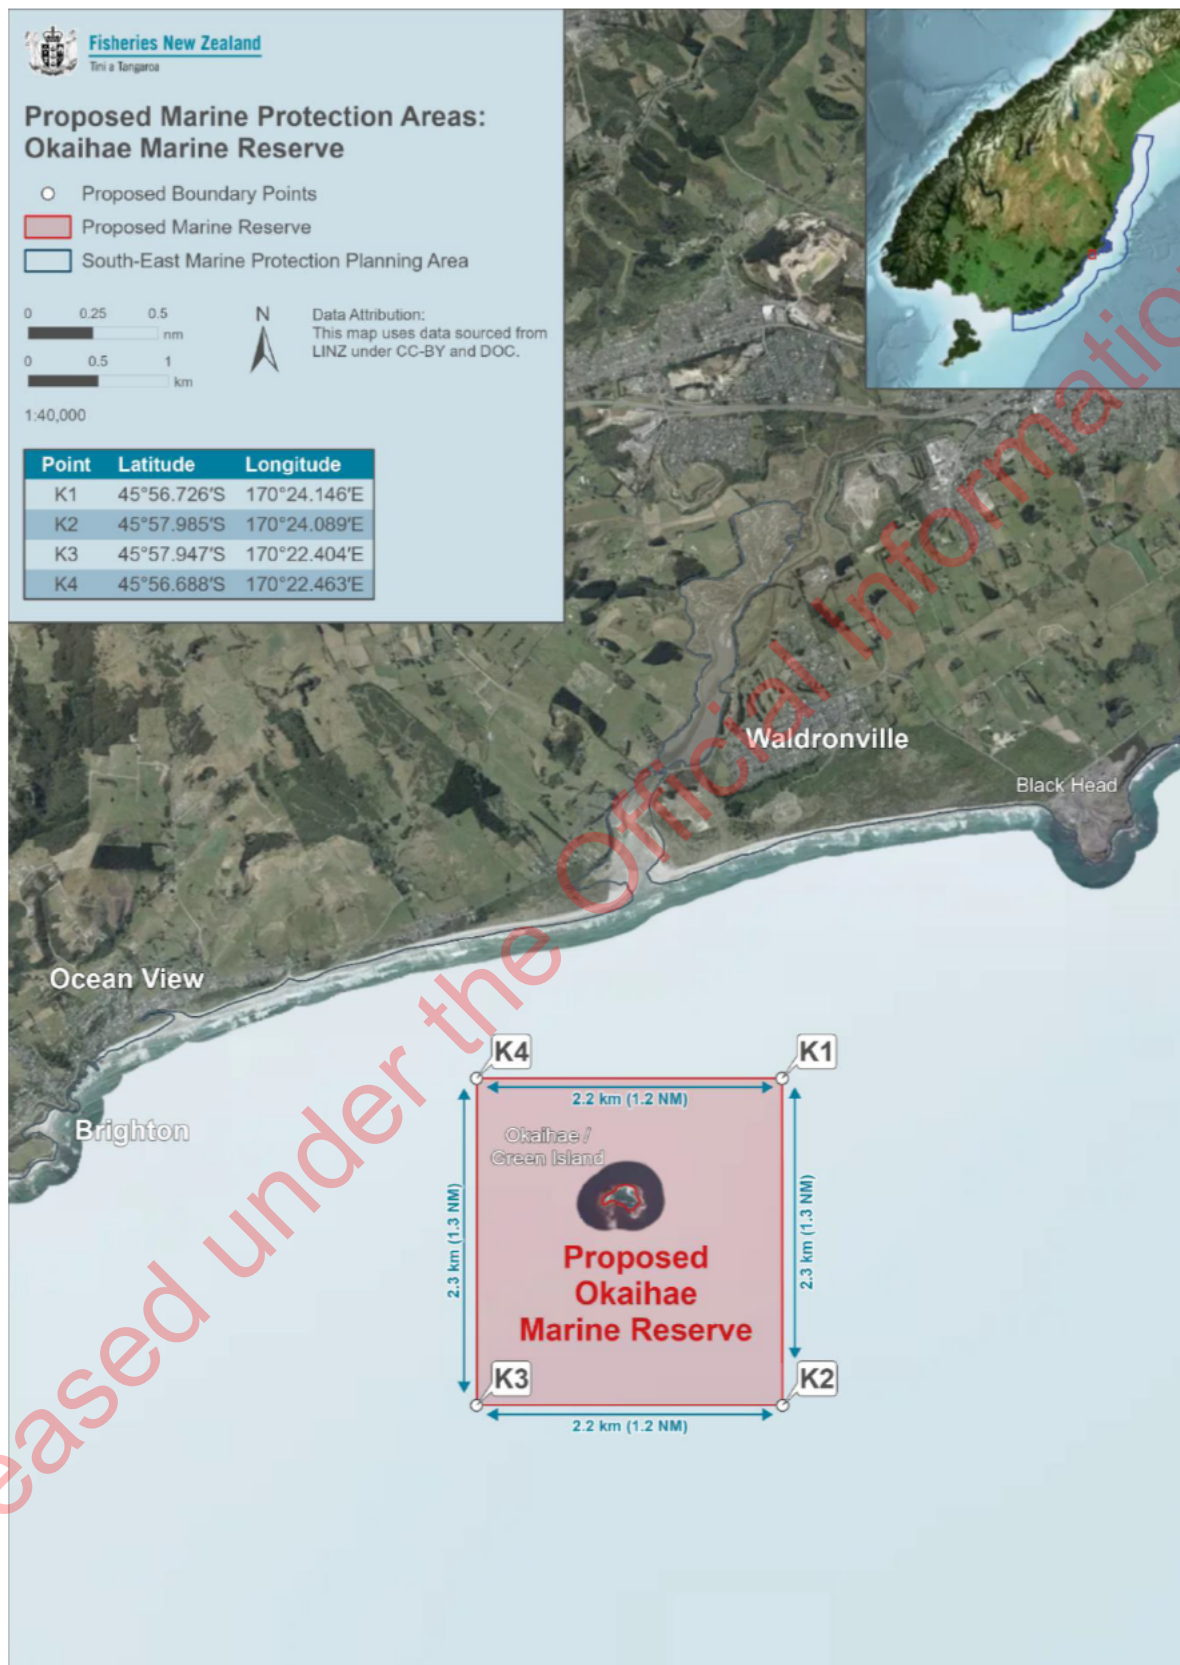 Fisheries New Zealand
Tini a Tangaroa
Proposed Marine Protection Areas:
Okaihae Marine Reserve
Proposed Boundary Points
Proposed Marine Reserve
South-East Marine Protection Planning Area
0 0.25 0.5
nm
0 0.5 1
km
1:40,000
N
Data Attribution:
This map uses data sourced from
LINZ under CC-BY and DOC.
Point Latitude Longitude
K1 45°56.726'S 170°24.146'E
K2 45°57.985'S 170°24.089'E
K3 45°57.947'S 170°22.404'E
K4 45°56.688'S 170°22.463'E
Waldronville
Black Head
Ocean View
Brighton
K4
K1
2.2 km (1.2 NM)
Okaihae /
Green Island
2.3 km (1.3 NM)
2.3 km (1.3 NM)
Proposed
Okaihae
Marine Reserve
K3
K2
2.2 km (1.2 NM)
eased under the Official Information